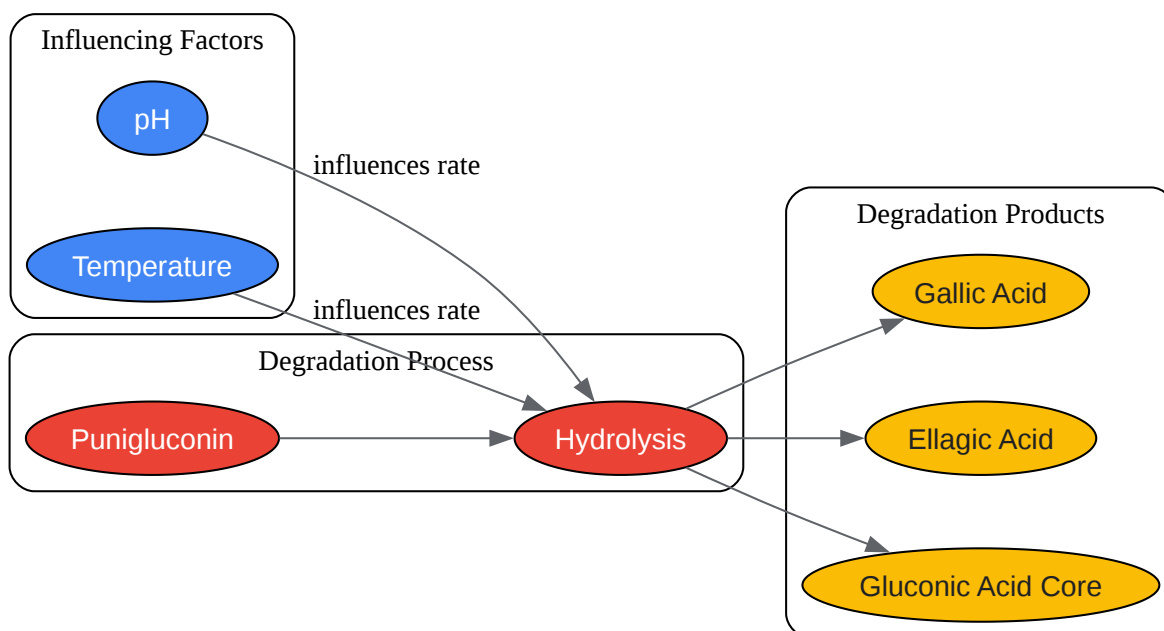 Influencing Factors
pH
influences rate
Temperature
influences rate
Degradation Process
Punigluconin
Hydrolysis
Degradation Products
Gallic Acid
Ellagic Acid
Gluconic Acid Core